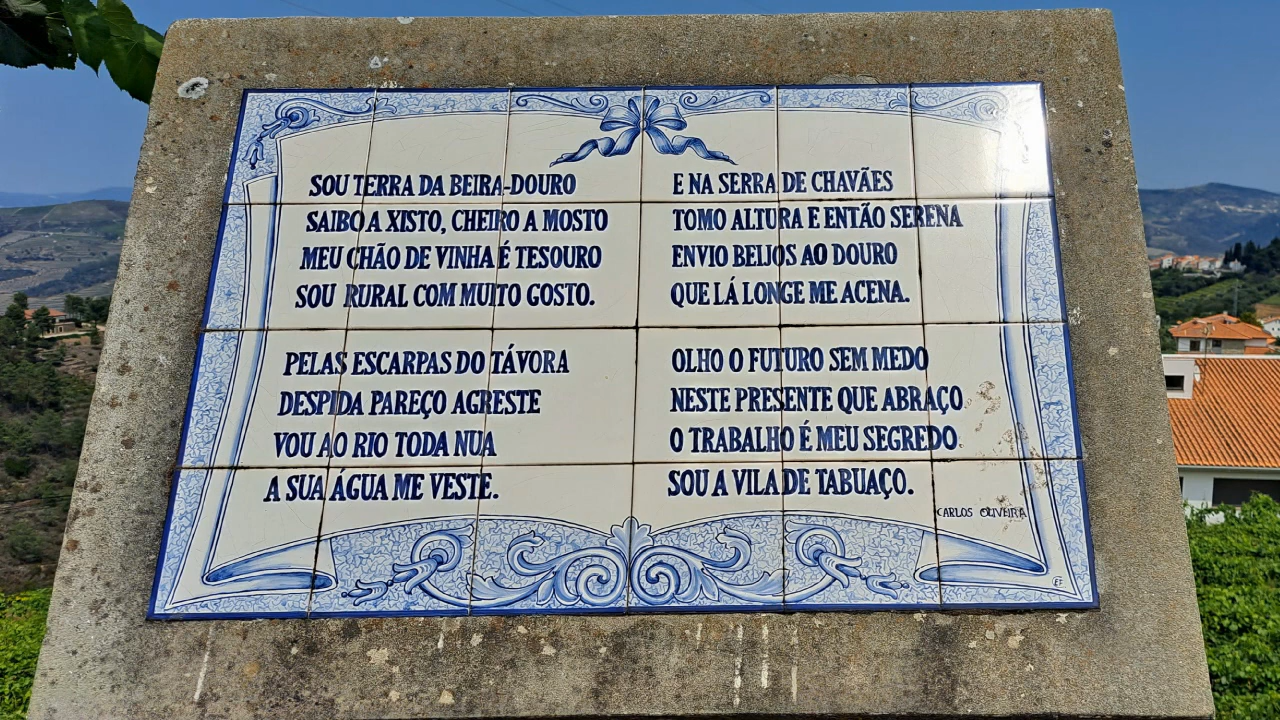 SOU TERRA DA BEIRA-DOURO
SAIBO A XISTO, CHEIRO A MOSTO
MEU CHÃO DE VINHA É TESOURO
SOU RURAL COM MUITO GOSTO.
PELAS ESCARPAS DO TÁVORA
DESPIDA PAREÇO AGRESTE
VOU AO RIO TODA NUA
A SUA ÁGUA ME VESTE.
E NA SERRA DE CHAVÃES
TOMO ALTURA E ENTÃO SERENA
ENVIO BEIJOS AO DOURO
QUE LÁ LONGE ME ACENA.
OLHO O FUTURO SEM MEDO
NESTE PRESENTE QUE ABRAÇO
O TRABALHO É MEU SEGREDO.
SOU A VILA DE TABUAÇO.
CARLOS OLIVEIRA
EF